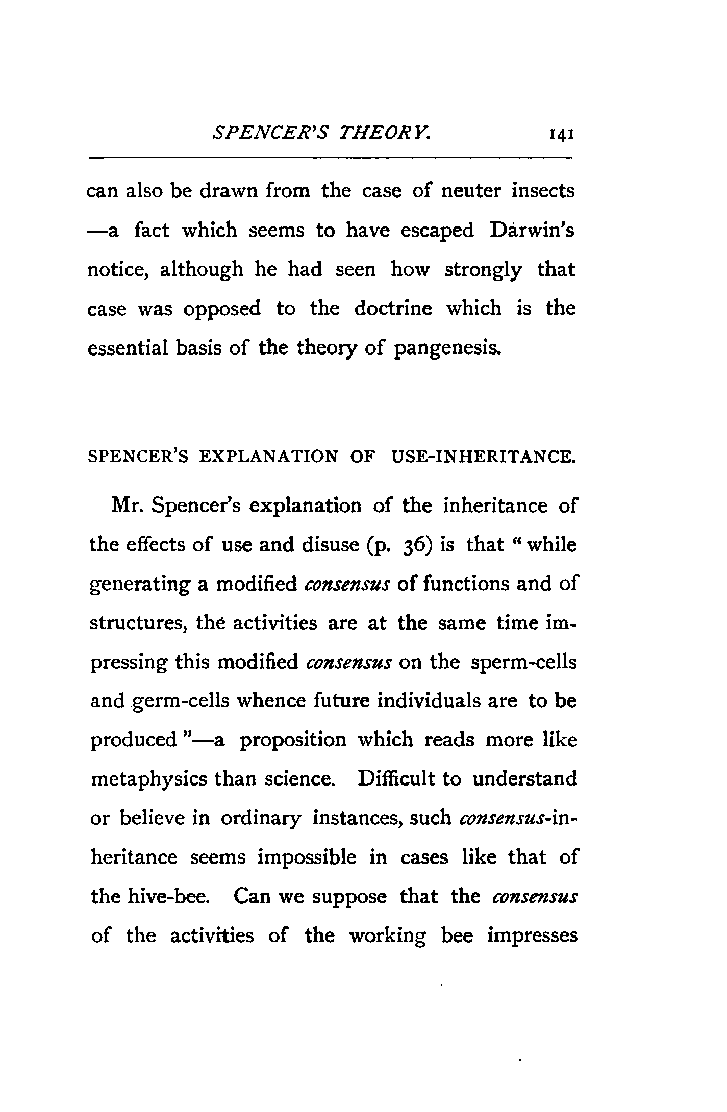 SPENCER'S THEORY. 141
can also be drawn from the case of neuter insects
—a fact which seems to have escaped Darwin's
notice, although he had seen how strongly that
case was opposed to the doctrine which is the
essential basis of the theory of pangenesis.
SPENCER'S EXPLANATION OF USE-INHERITANCE.
Mr. Spencer's explanation of the inheritance of
the effects of use and disuse (p. 36) is that "while
generating a modified consensus of functions and of
structures, the activities are at the same time im-
pressing this modified consensus on the sperm-cells
and germ-cells whence future individuals are to be
produced"—a proposition which reads more like
metaphysics than science. Difficult to understand
or believe in ordinary instances, such consensus-in-
heritance seems impossible in cases like that of
the hive-bee. Can we suppose that the consensus
of the activities of the working bee impresses